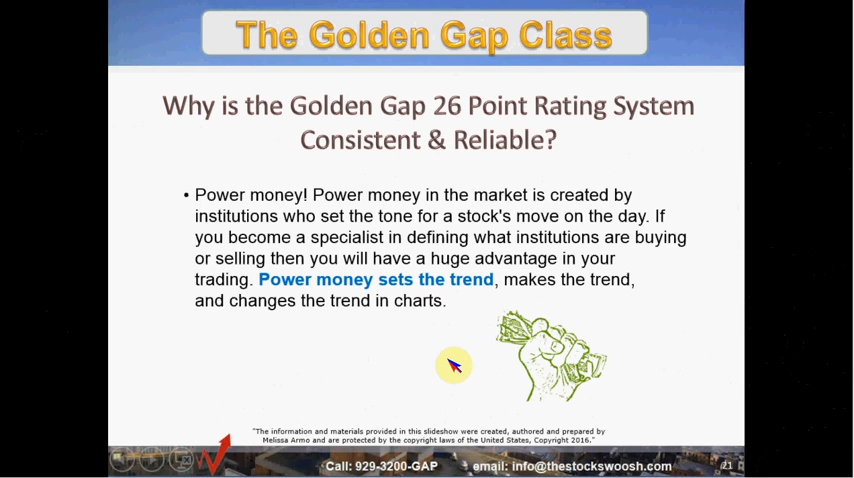 The Golden Gap Class
Why is the Golden Gap 26 Point Rating System
Consistent & Reliable?
• Power money! Power money in the market is created by
institutions who set the tone for a stock's move on the day. If
you become a specialist in defining what institutions are buying
or selling then you will have a huge advantage in your
trading. Power money sets the trend, makes the trend,
and changes the trend in charts.
"The information and materials provided in this slideshow were created, authored and prepared by
Melissa Armo and are protected by the copyright laws of the United States, Copyright 2016."
Call: 929-3200-GAP email: info@thestockswoosh.com 21